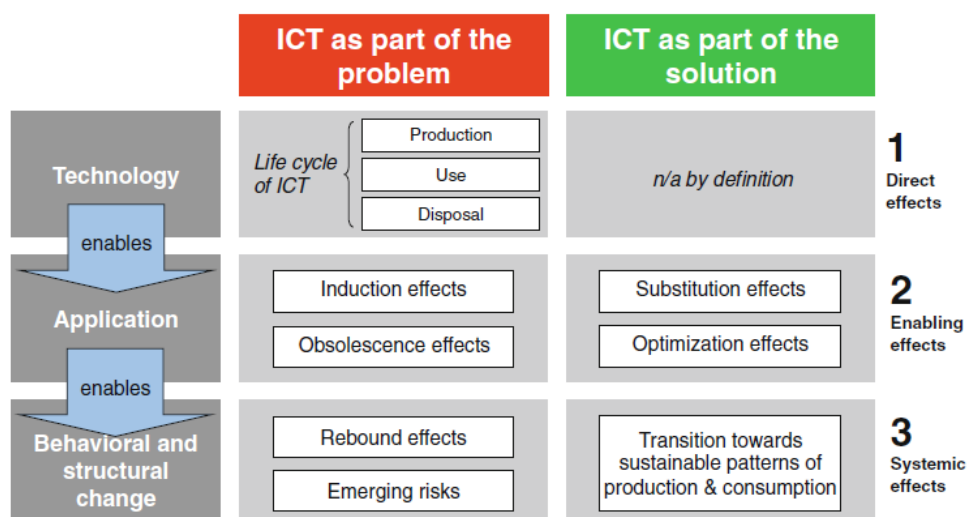 ICT as part of the
problem
ICT as part of the
solution
Technology
Life cycle
of ICT
Production
Use
Disposal
n/a by definition
1
Direct
effects
enables
Application
Induction effects
Obsolescence effects
Substitution effects
Optimization effects
2
Enabling
effects
enables
Behavioral and
structural
change
Rebound effects
Emerging risks
Transition towards
sustainable patterns of
production & consumption
3
Systemic
effects